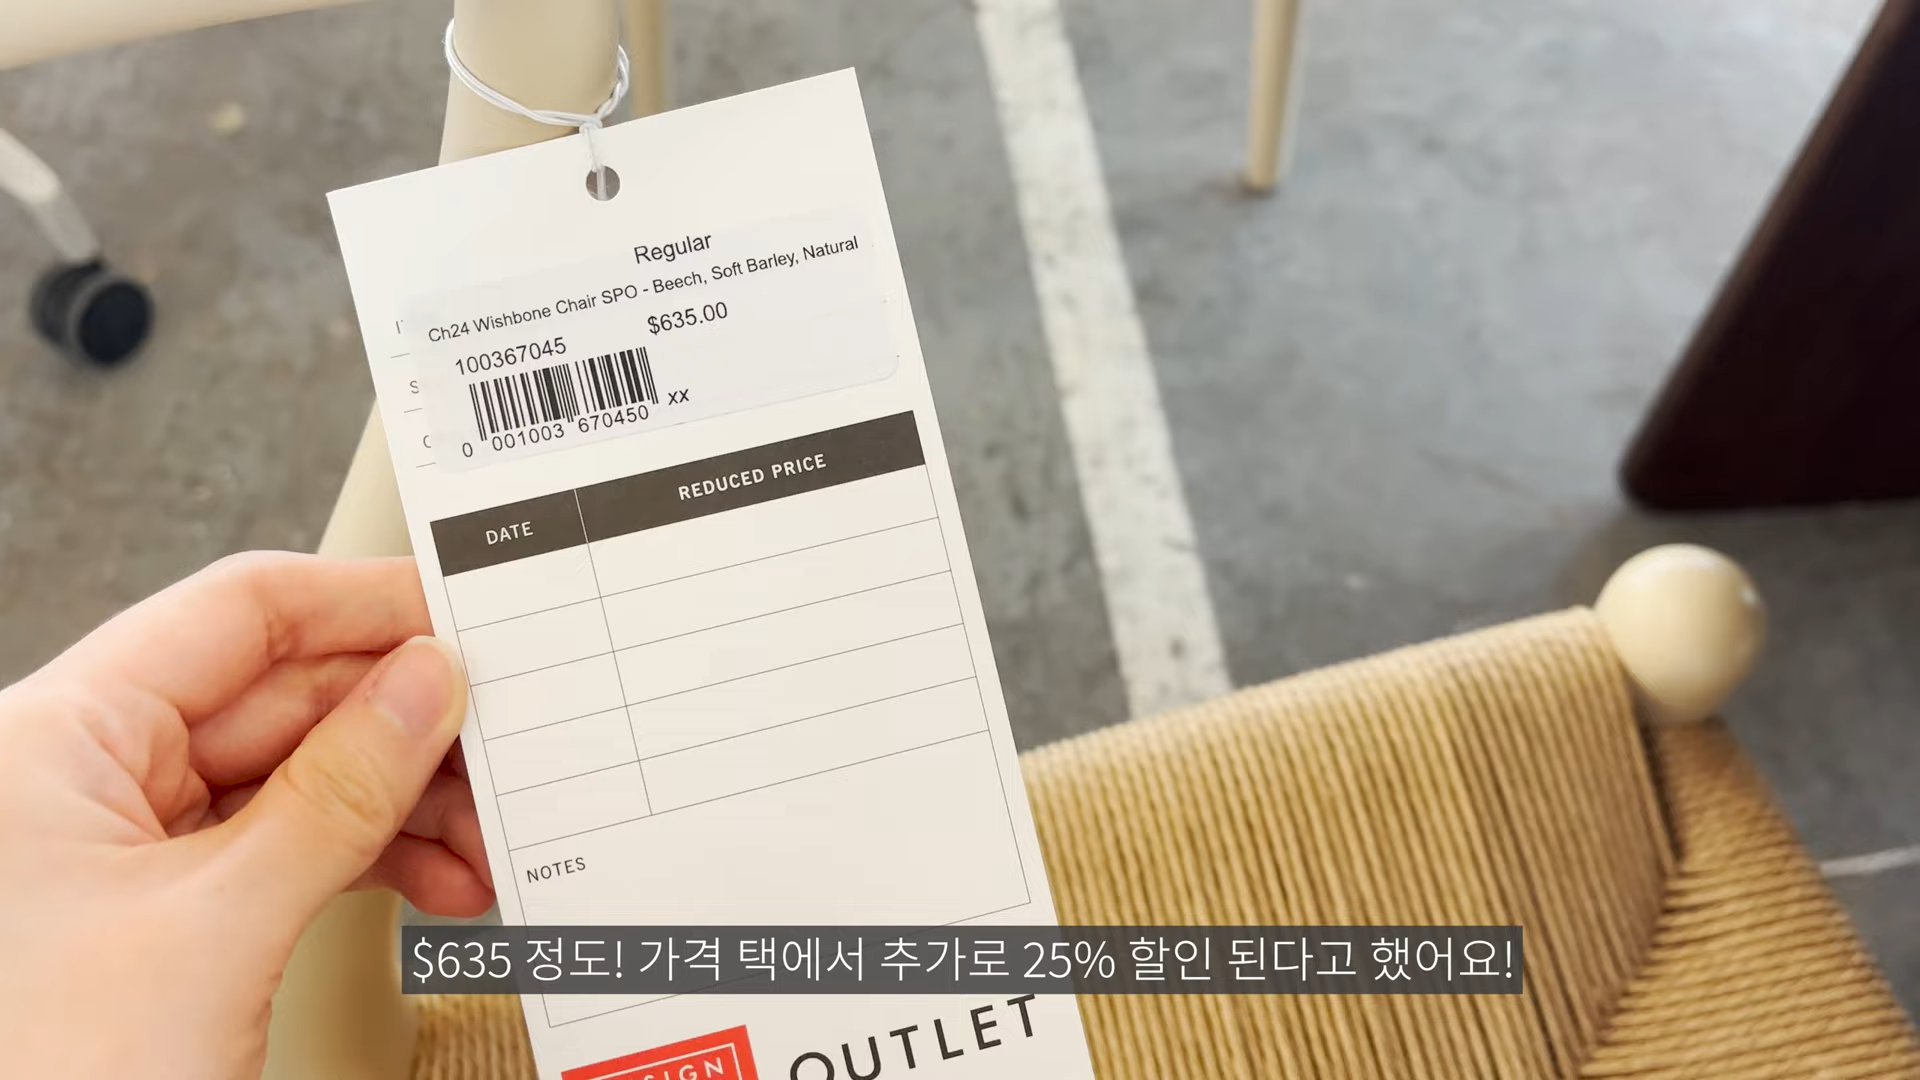 Regular
Ch24 Wishbone Chair SPO - Beech, Soft Barley, Natural
$635.00
100367045
0 001003 670450 xx
DATE REDUCED PRICE
NOTES
$635 정도! 가격 택에서 추가로 25% 할인 된다고 했어요!
OUTLET